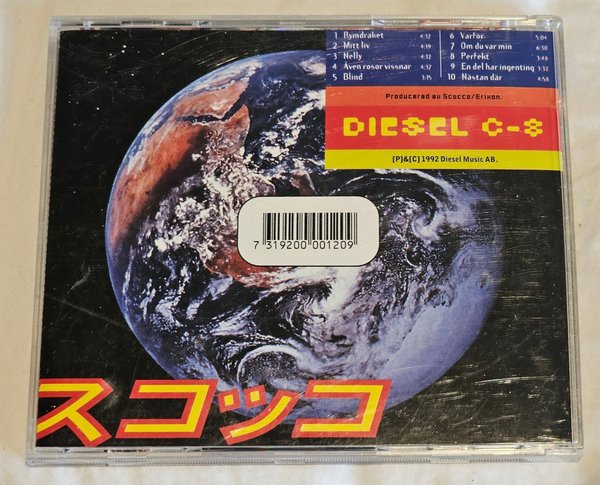 1 Rymdraket 4:37
2 Mitt liv 4:19
3 Nelly 4:37
4 Även rosor vissnar 4:37
5 Blind 3:15
6 Varför 5:04
7 Om du var min 6:30
8 Perfekt 3:48
9 En del har ingenting 3:32
10 Nästan där 4:58
Producerad av Scocco/Erixon.
DIESEL C-8
[P]&[C] 1992 Diesel Music AB.
7 319200 001209
スコッコ